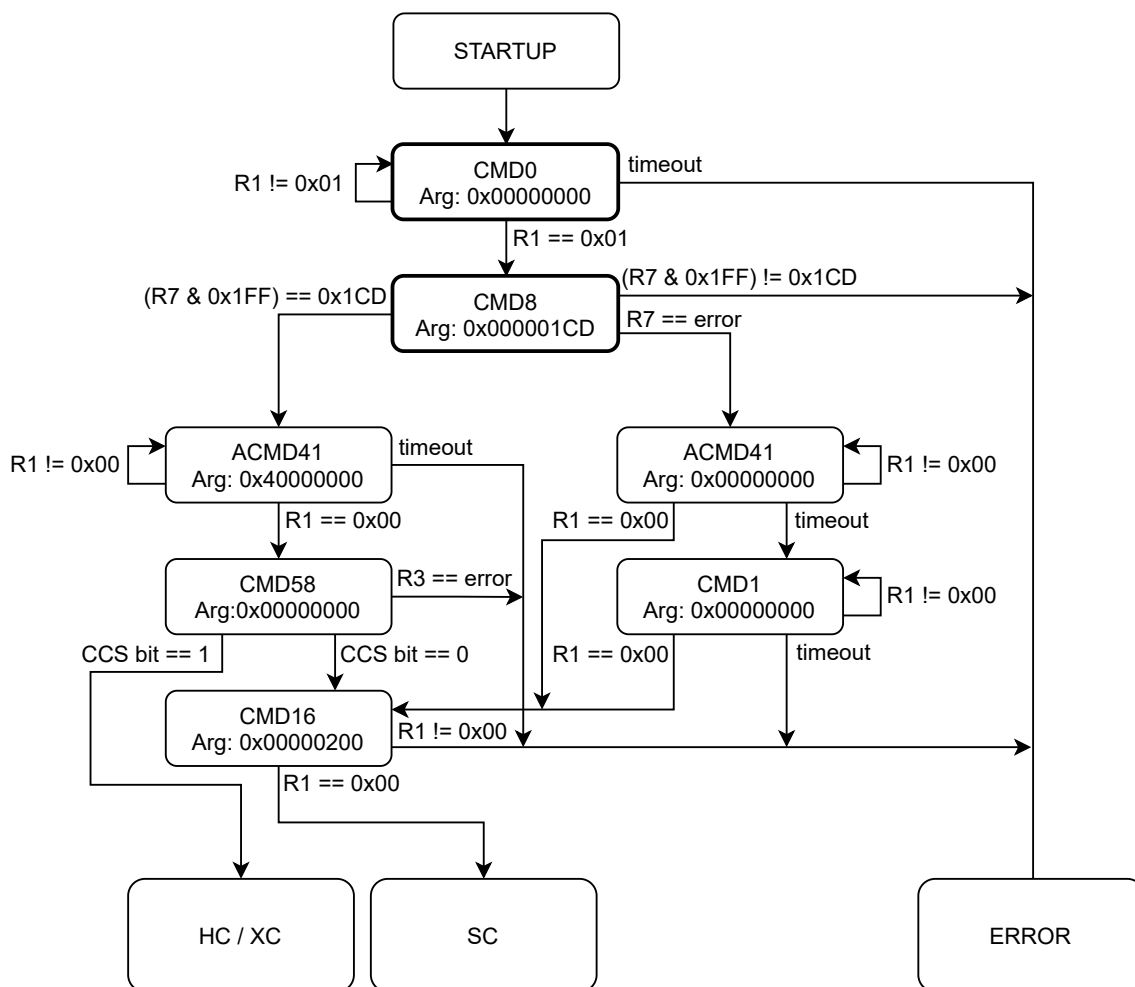 STARTUP
CMD0
Arg: 0x00000000
timeout
R1 != 0x01
R1 == 0x01
(R7 & 0x1FF) == 0x1CD
CMD8
Arg: 0x000001CD
(R7 & 0x1FF) != 0x1CD
R7 == error
ACMD41
Arg: 0x40000000
timeout
R1 != 0x00
R1 == 0x00
ACMD41
Arg: 0x00000000
R1 != 0x00
R1 == 0x00
timeout
CMD58
Arg:0x00000000
R3 == error
CMD1
Arg: 0x00000000
R1 != 0x00
CCS bit == 1
CCS bit == 0
R1 == 0x00
timeout
CMD16
Arg: 0x00000200
R1 != 0x00
R1 == 0x00
HC / XC
SC
ERROR